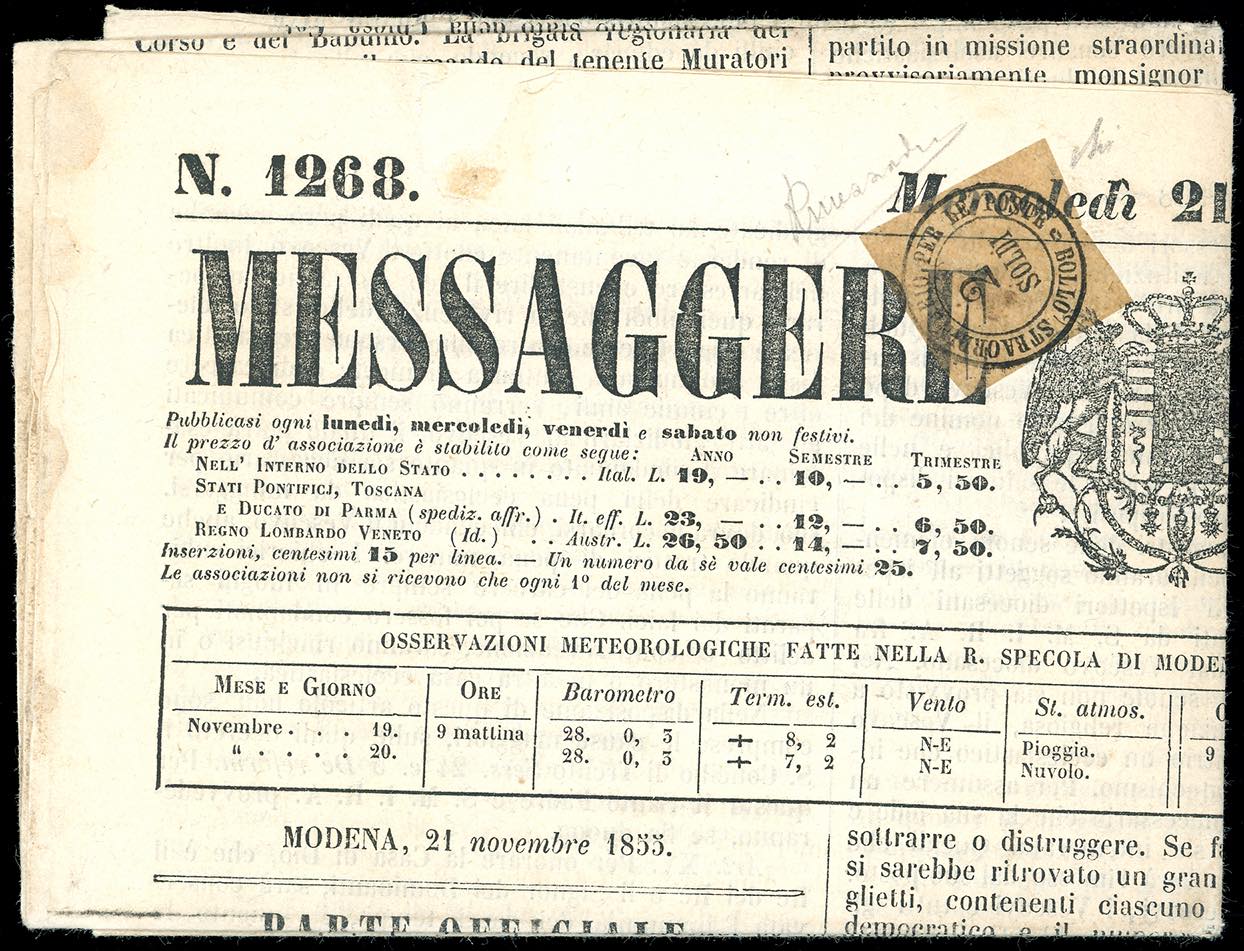 Corso e del Babuino. La brigata regionaria del
comando del tenente Muratori
partito in missione straordina
provvisoriamente monsignor
N. 1268.
Mercoledì 21
BOLLO STRAORDINARIO PER LE POSTE
SOLDI
2
MESSAGGERE
Pubblicasi ogni lunedì, mercoledì, venerdì e sabato non festivi.
Il prezzo d' associazione è stabilito come segue: ANNO SEMESTRE TRIMESTRE
NELL' INTERNO DELLO STATO . . . . . . . . . Ital. L. 19, — . . 10, — . . 5, 50.
STATI PONTIFICJ, TOSCANA
E DUCATO DI PARMA (spediz. affr.) . It. eff. L. 23, — . . 12, — . . 6, 50.
REGNO LOMBARDO VENETO (Id.) . . . Austr. L. 26, 50 . . 14, — . . 7, 50.
Inserzioni, centesimi 15 per linea. — Un numero da sè vale centesimi 25.
Le associazioni non si ricevono che ogni 1° del mese.
OSSERVAZIONI METEOROLOGICHE FATTE NELLA R. SPECOLA DI MODEN
MESE E GIORNO ORE Barometro Term. est. Vento St. atmos.
Novembre . . . 19. 9 mattina 28. 0, 3 + 8, 2 N-E Pioggia. 9
“ . . . 20. 28. 0, 3 + 7, 2 N-E Nuvolo.
MODENA, 21 novembre 1855.
PARTE OFFICIALE
sottrarre o distruggere. Se f
si sarebbe ritrovato un gran
glietti, contenenti ciascuno
democratico e il